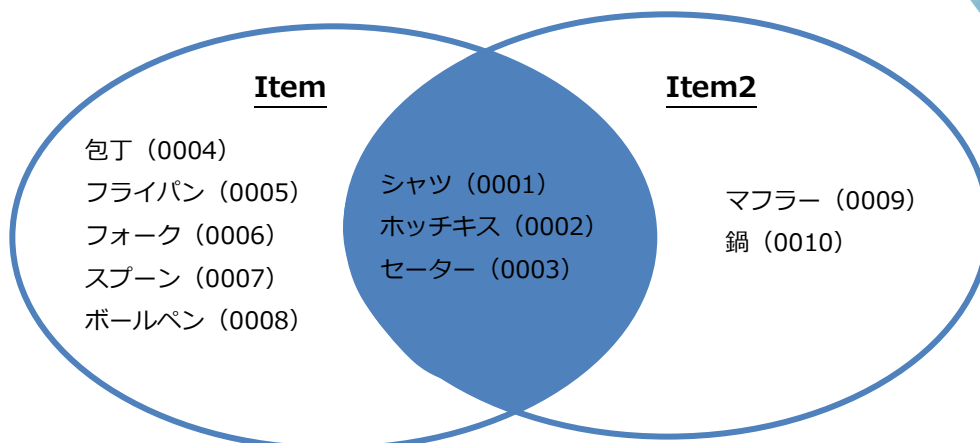 Item
包丁（0004）
フライパン（0005）
フォーク（0006）
スプーン（0007）
ボールペン（0008）
シャツ（0001）
ホッチキス（0002）
セーター（0003）
Item2
マフラー（0009）
鍋（0010）